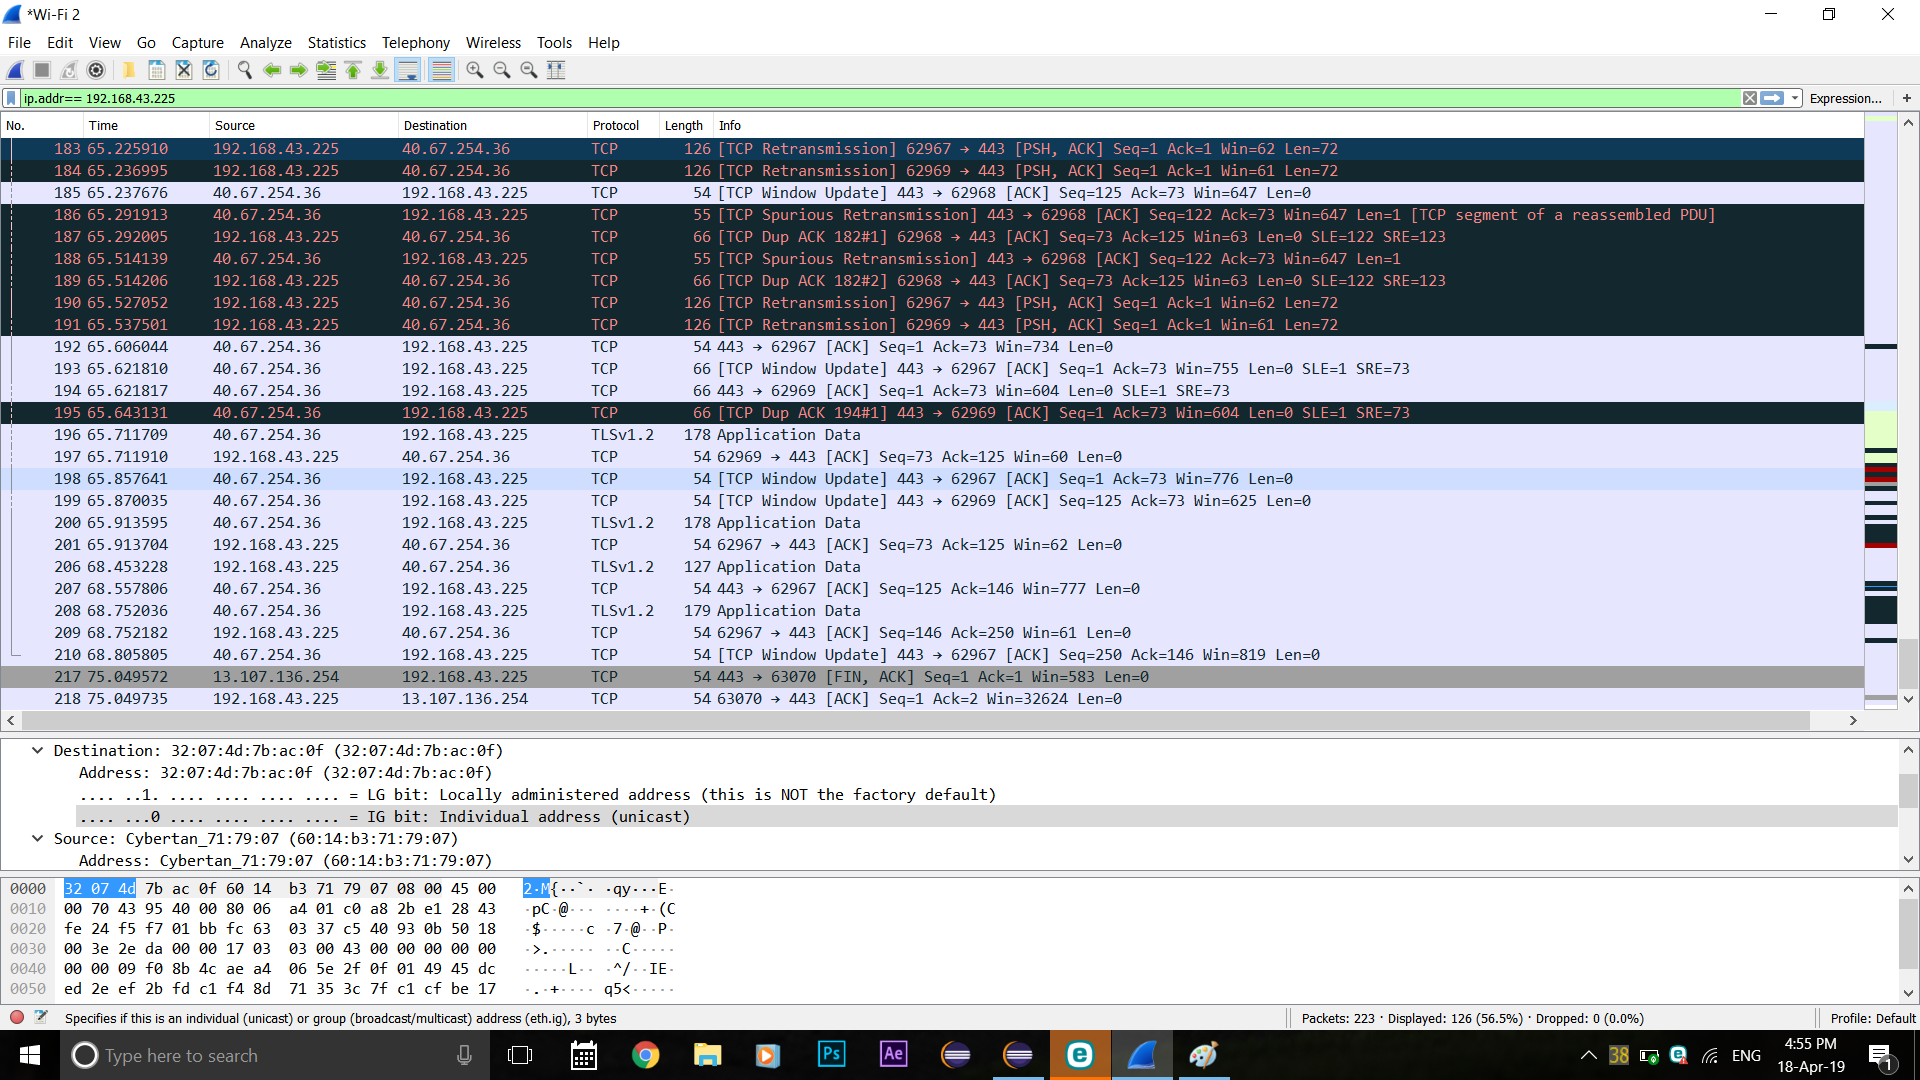 *Wi-Fi 2
File Edit View Go Capture Analyze Statistics Telephony Wireless Tools Help
ip.addr== 192.168.43.225 Expression... +
No. Time Source Destination Protocol Length Info
183 65.225910 192.168.43.225 40.67.254.36 TCP 126 [TCP Retransmission] 62967 → 443 [PSH, ACK] Seq=1 Ack=1 Win=62 Len=72
184 65.236995 192.168.43.225 40.67.254.36 TCP 126 [TCP Retransmission] 62969 → 443 [PSH, ACK] Seq=1 Ack=1 Win=61 Len=72
185 65.237676 40.67.254.36 192.168.43.225 TCP 54 [TCP Window Update] 443 → 62968 [ACK] Seq=125 Ack=73 Win=647 Len=0
186 65.291913 40.67.254.36 192.168.43.225 TCP 55 [TCP Spurious Retransmission] 443 → 62968 [ACK] Seq=122 Ack=73 Win=647 Len=1 [TCP segment of a reassembled PDU]
187 65.292005 192.168.43.225 40.67.254.36 TCP 66 [TCP Dup ACK 182#1] 62968 → 443 [ACK] Seq=73 Ack=125 Win=63 Len=0 SLE=122 SRE=123
188 65.514139 40.67.254.36 192.168.43.225 TCP 55 [TCP Spurious Retransmission] 443 → 62968 [ACK] Seq=122 Ack=73 Win=647 Len=1
189 65.514206 192.168.43.225 40.67.254.36 TCP 66 [TCP Dup ACK 182#2] 62968 → 443 [ACK] Seq=73 Ack=125 Win=63 Len=0 SLE=122 SRE=123
190 65.527052 192.168.43.225 40.67.254.36 TCP 126 [TCP Retransmission] 62967 → 443 [PSH, ACK] Seq=1 Ack=1 Win=62 Len=72
191 65.537501 192.168.43.225 40.67.254.36 TCP 126 [TCP Retransmission] 62969 → 443 [PSH, ACK] Seq=1 Ack=1 Win=61 Len=72
192 65.606044 40.67.254.36 192.168.43.225 TCP 54 443 → 62967 [ACK] Seq=1 Ack=73 Win=734 Len=0
193 65.621810 40.67.254.36 192.168.43.225 TCP 66 [TCP Window Update] 443 → 62967 [ACK] Seq=1 Ack=73 Win=755 Len=0 SLE=1 SRE=73
194 65.621817 40.67.254.36 192.168.43.225 TCP 66 443 → 62969 [ACK] Seq=1 Ack=73 Win=604 Len=0 SLE=1 SRE=73
195 65.643131 40.67.254.36 192.168.43.225 TCP 66 [TCP Dup ACK 194#1] 443 → 62969 [ACK] Seq=1 Ack=73 Win=604 Len=0 SLE=1 SRE=73
196 65.711709 40.67.254.36 192.168.43.225 TLSv1.2 178 Application Data
197 65.711910 192.168.43.225 40.67.254.36 TCP 54 62969 → 443 [ACK] Seq=73 Ack=125 Win=60 Len=0
198 65.857641 40.67.254.36 192.168.43.225 TCP 54 [TCP Window Update] 443 → 62967 [ACK] Seq=1 Ack=73 Win=776 Len=0
199 65.870035 40.67.254.36 192.168.43.225 TCP 54 [TCP Window Update] 443 → 62969 [ACK] Seq=125 Ack=73 Win=625 Len=0
200 65.913595 40.67.254.36 192.168.43.225 TLSv1.2 178 Application Data
201 65.913704 192.168.43.225 40.67.254.36 TCP 54 62967 → 443 [ACK] Seq=73 Ack=125 Win=62 Len=0
206 68.453228 192.168.43.225 40.67.254.36 TLSv1.2 127 Application Data
207 68.557806 40.67.254.36 192.168.43.225 TCP 54 443 → 62967 [ACK] Seq=125 Ack=146 Win=777 Len=0
208 68.752036 40.67.254.36 192.168.43.225 TLSv1.2 179 Application Data
209 68.752182 192.168.43.225 40.67.254.36 TCP 54 62967 → 443 [ACK] Seq=146 Ack=250 Win=61 Len=0
210 68.805805 40.67.254.36 192.168.43.225 TCP 54 [TCP Window Update] 443 → 62967 [ACK] Seq=250 Ack=146 Win=819 Len=0
217 75.049572 13.107.136.254 192.168.43.225 TCP 54 443 → 63070 [FIN, ACK] Seq=1 Ack=1 Win=583 Len=0
218 75.049735 192.168.43.225 13.107.136.254 TCP 54 63070 → 443 [ACK] Seq=1 Ack=2 Win=32624 Len=0
Destination: 32:07:4d:7b:ac:0f (32:07:4d:7b:ac:0f)
Address: 32:07:4d:7b:ac:0f (32:07:4d:7b:ac:0f)
.... ..1. .... .... .... .... = LG bit: Locally administered address (this is NOT the factory default)
.... ...0 .... .... .... .... = IG bit: Individual address (unicast)
Source: Cybertan_71:79:07 (60:14:b3:71:79:07)
Address: Cybertan_71:79:07 (60:14:b3:71:79:07)
0000 32 07 4d 7b ac 0f 60 14 b3 71 79 07 08 00 45 00 2·M{··`· ·qy···E·
0010 00 70 43 95 40 00 80 06 a4 01 c0 a8 2b e1 28 43 ·pC·@··· ····+·(C
0020 fe 24 f5 f7 01 bb fc 63 03 37 c5 40 93 0b 50 18 ·$·····c ·7·@··P·
0030 00 3e 2e da 00 00 17 03 03 00 43 00 00 00 00 00 ·>.····· ··C·····
0040 00 00 09 f0 8b 4c ae a4 06 5e 2f 0f 01 49 45 dc ·····L·· ·^/··IE·
0050 ed 2e ef 2b fd c1 f4 8d 71 35 3c 7f c1 cf be 17 ·.·+···· q5<·····
Specifies if this is an individual (unicast) or group (broadcast/multicast) address (eth.ig), 3 bytes Packets: 223 · Displayed: 126 (56.5%) · Dropped: 0 (0.0%) Profile: Default
Type here to search Ps Ae 38 ENG 4:55 PM
18-Apr-19 1